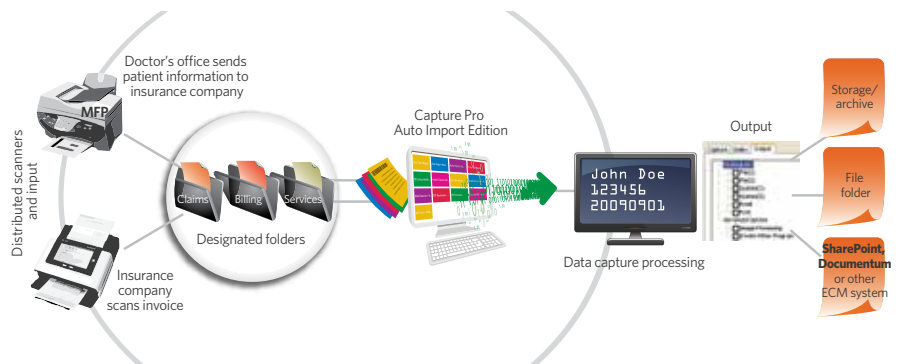 Distributed scanners
and input
Doctor's office sends
patient information to
insurance company
MFP
Insurance
company
scans invoice
Claims
Billing
Services
Designated folders
Capture Pro
Auto Import Edition
John Doe
123456
20090901
Data capture processing
Output
Storage/
archive
File
folder
SharePoint,
Documentum
or other
ECM system